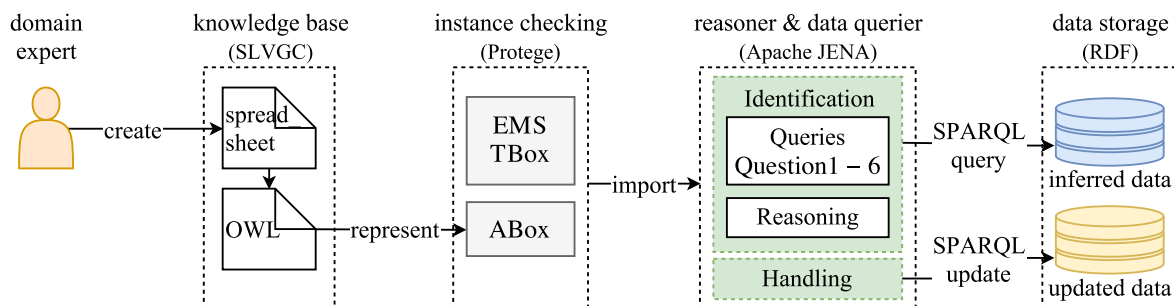 domain
expert
create
knowledge base
(SLVGC)
spread_
sheet
OWL
represent
instance checking
(Protege)
EMS
TBox
ABox
import
reasoner & data querier
(Apache JENA)
Identification
Queries
Question1 – 6
Reasoning
Handling
SPARQL
query
SPARQL
update
data storage
(RDF)
inferred data
updated data